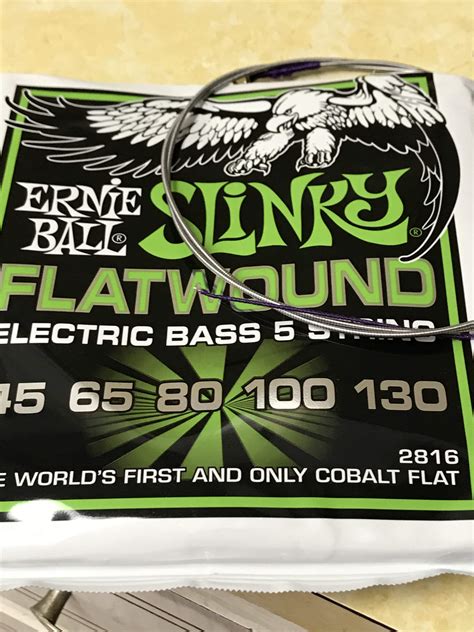 ERNIE BALL® SLINKY®
FLATWOUND
ELECTRIC BASS 5 STRING
45 65 80 100 130
2816
E WORLD'S FIRST AND ONLY COBALT FLAT